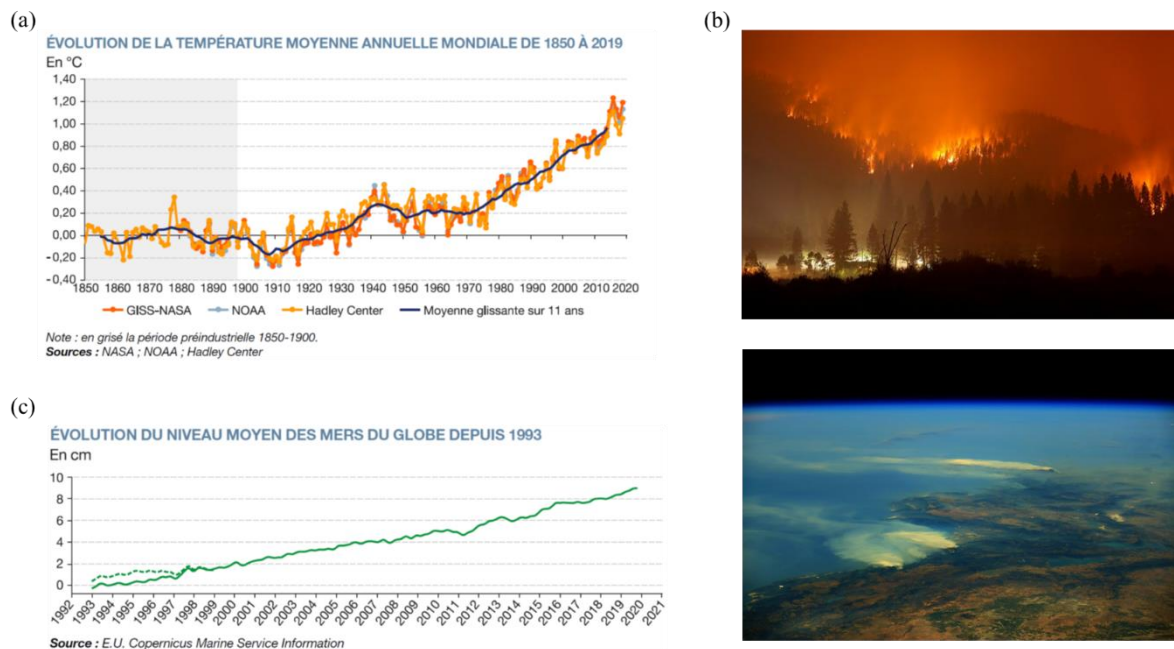 (a)
ÉVOLUTION DE LA TEMPÉRATURE MOYENNE ANNUELLE MONDIALE DE 1850 À 2019
En °C
1,40
1,20
1,00
0,80
0,60
0,40
0,20
0,00
-0,20
-0,40
1850 1860 1870 1880 1890 1900 1910 1920 1930 1940 1950 1960 1970 1980 1990 2000 2010 2020
GISS-NASA NOAA Hadley Center Moyenne glissante sur 11 ans
Note : en grisé la période préindustrielle 1850-1900.
Sources : NASA ; NOAA ; Hadley Center
(b)
(c)
ÉVOLUTION DU NIVEAU MOYEN DES MERS DU GLOBE DEPUIS 1993
En cm
10
8
6
4
2
0
1992 1993 1994 1995 1996 1997 1998 1999 2000 2001 2002 2003 2004 2005 2006 2007 2008 2009 2010 2011 2012 2013 2014 2015 2016 2017 2018 2019 2020 2021
Source : E.U. Copernicus Marine Service Information